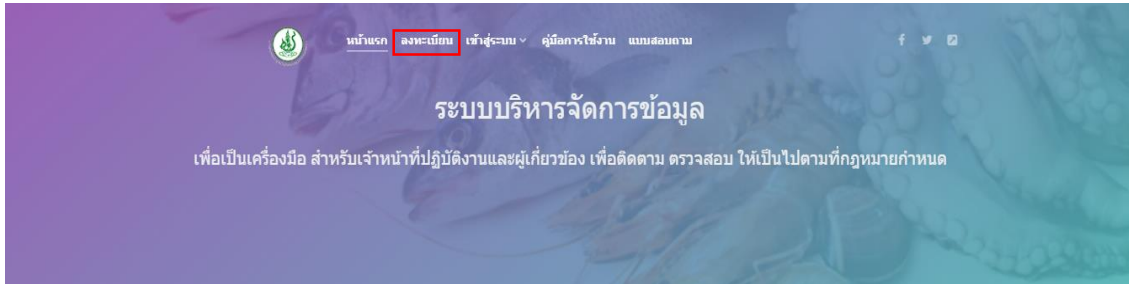 หน้าแรก ลงทะเบียน เข้าสู่ระบบ คู่มือการใช้งาน แบบสอบถาม
ระบบบริหารจัดการข้อมูล
เพื่อเป็นเครื่องมือ สำหรับเจ้าหน้าที่ปฏิบัติงานและผู้เกี่ยวข้อง เพื่อติดตาม ตรวจสอบ ให้เป็นไปตามที่กฎหมายกำหนด